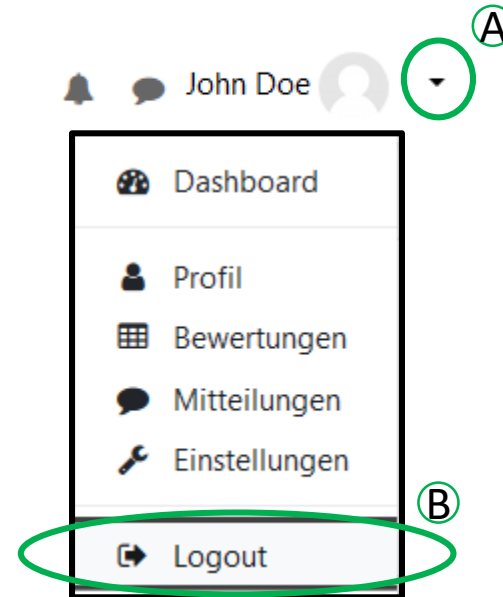 Ⓐ
John Doe
Dashboard
Profil
Bewertungen
Mitteilungen
Einstellungen
Ⓑ
Logout